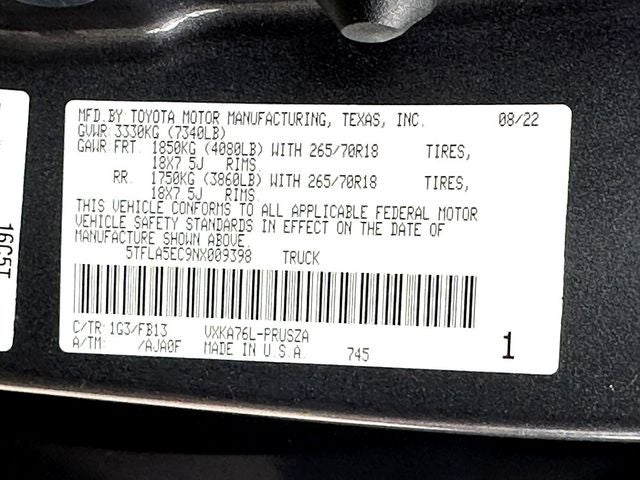 MFD.BY:TOYOTA MOTOR MANUFACTURING, TEXAS, INC. 08/22
GVWR 3330KG (7340LB)
GAWR FRT. 1850KG (4080LB) WITH 265/70R18 TIRES,
18X7.5J RIMS
RR. 1750KG (3860LB) WITH 265/70R18 TIRES,
18X7.5J RIMS
THIS VEHICLE CONFORMS TO ALL APPLICABLE FEDERAL MOTOR
VEHICLE SAFETY STANDARDS IN EFFECT ON THE DATE OF
MANUFACTURE SHOWN ABOVE.
5TFLA5EC9NX009398 TRUCK
C/TR:1G3/FB13 VXKA76L-PRUSZA
A/TM: /AJA0F MADE IN U.S.A. 745 1